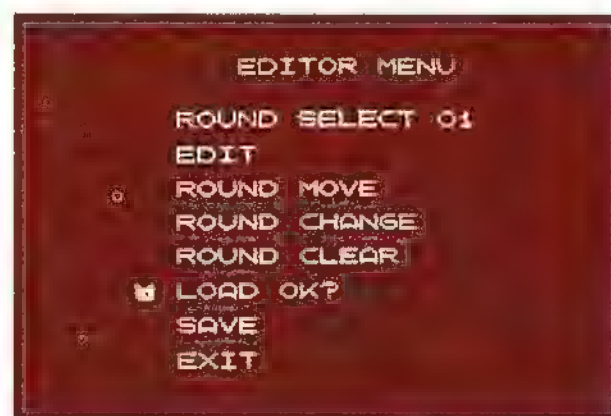 EDITOR MENU
ROUND SELECT 01
EDIT
ROUND MOVE
ROUND CHANGE
ROUND CLEAR
LOAD OK?
SAVE
EXIT